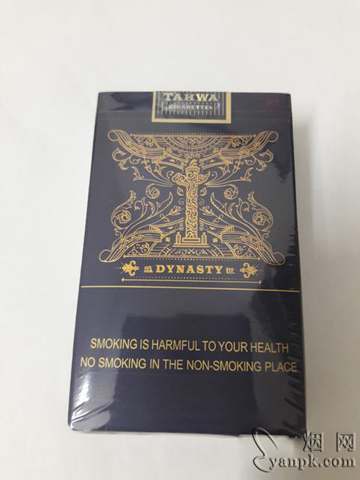 TAHWA
CIGARETTES
DYNASTY
SMOKING IS HARMFUL TO YOUR HEALTH
NO SMOKING IN THE NON-SMOKING PLACE
烟网
yanpk.com